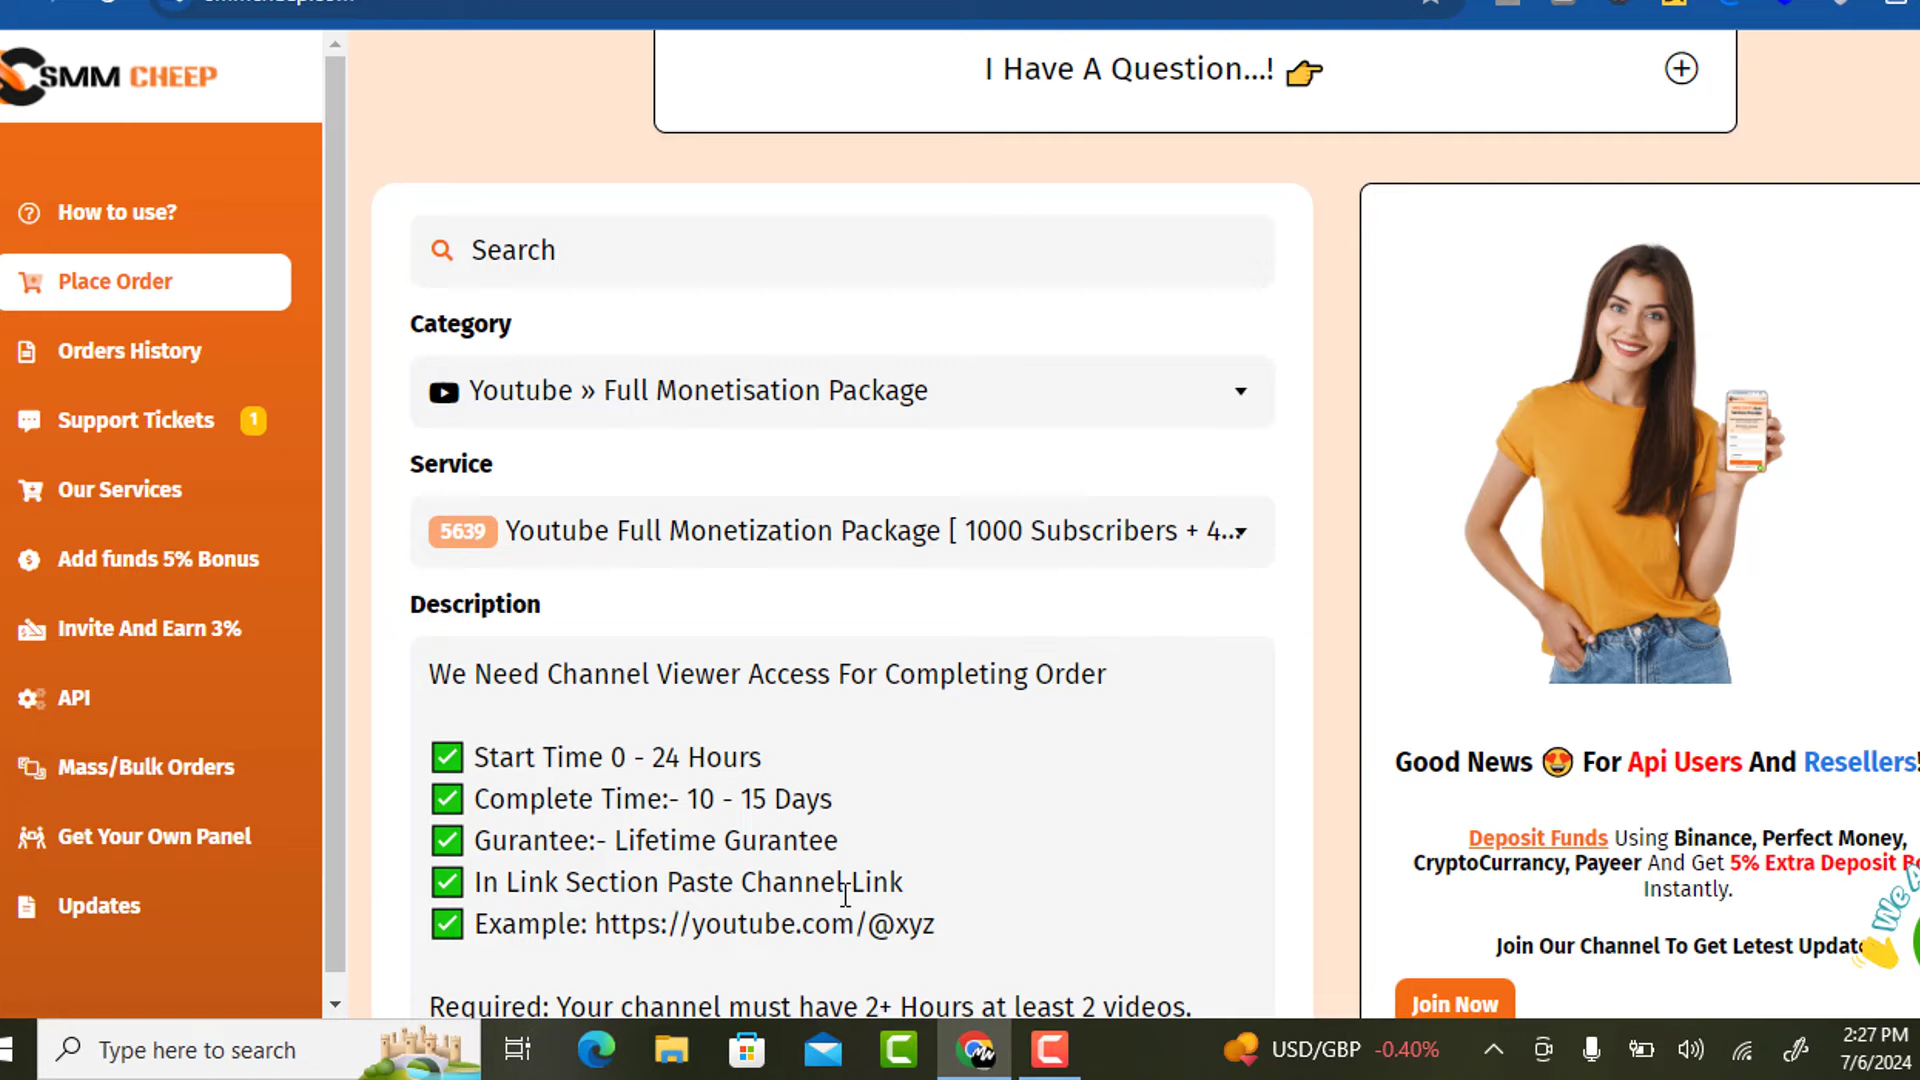 SMM CHEEP
How to use?
Place Order
Orders History
Support Tickets 1
Our Services
Add funds 5% Bonus
Invite And Earn 3%
API
Mass/Bulk Orders
Get Your Own Panel
Updates
I Have A Question...!
Search
Category
Youtube » Full Monetisation Package
Service
5639 Youtube Full Monetization Package [ 1000 Subscribers + 4...
Description
We Need Channel Viewer Access For Completing Order
Start Time 0 - 24 Hours
Complete Time:- 10 - 15 Days
Gurantee:- Lifetime Gurantee
In Link Section Paste Channel Link
Example: https://youtube.com/@xyz
Required: Your channel must have 2+ Hours at least 2 videos.
Good News For Api Users And Resellers!
Deposit Funds Using Binance, Perfect Money,
CryptoCurrancy, Payeer And Get 5% Extra Deposit
Instantly.
We
Join Our Channel To Get Letest
Join Now
Type here to search
USD/GBP -0.40%
2:27 PM
7/6/2024